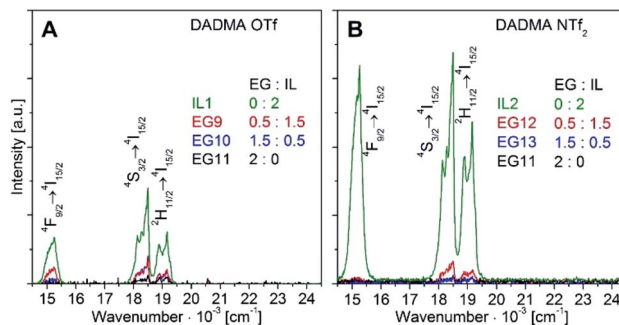 A
DADMA OTf
EG : IL
IL1 0 : 2
EG9 0.5 : 1.5
EG10 1.5 : 0.5
EG11 2 : 0
⁴F₉/₂→⁴I₁₅/₂
⁴S₃/₂→⁴I₁₅/₂
²H₁₁/₂→⁴I₁₅/₂
Intensity [a.u.]
15 16 17 18 19 20 21 22 23 24
Wavenumber · 10⁻³ [cm⁻¹]
B
DADMA NTf₂
EG : IL
IL2 0 : 2
EG12 0.5 : 1.5
EG13 1.5 : 0.5
EG11 2 : 0
⁴F₉/₂→⁴I₁₅/₂
⁴S₃/₂→⁴I₁₅/₂
²H₁₁/₂→⁴I₁₅/₂
15 16 17 18 19 20 21 22 23 24
Wavenumber · 10⁻³ [cm⁻¹]